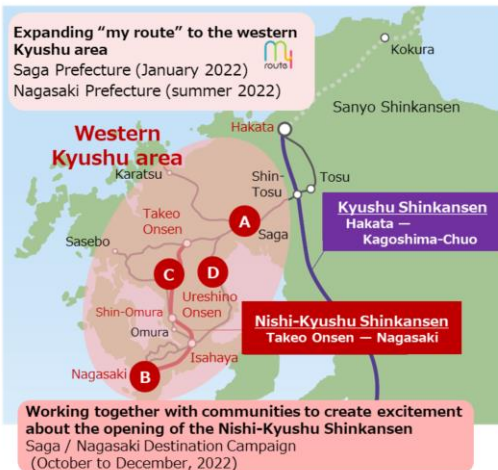 Expanding “my route” to the western
Kyushu area
Saga Prefecture (January 2022)
Nagasaki Prefecture (summer 2022)
my
route
Kokura
Sanyo Shinkansen
Hakata
Western
Kyushu area
Karatsu
Shin-
Tosu
Tosu
A
Saga
Takeo
Onsen
Sasebo
Kyushu Shinkansen
Hakata —
Kagoshima-Chuo
C
D
Ureshino
Onsen
Shin-Omura
Omura
Nishi-Kyushu Shinkansen
Takeo Onsen — Nagasaki
Isahaya
Nagasaki
B
Working together with communities to create excitement
about the opening of the Nishi-Kyushu Shinkansen
Saga / Nagasaki Destination Campaign
(October to December, 2022)